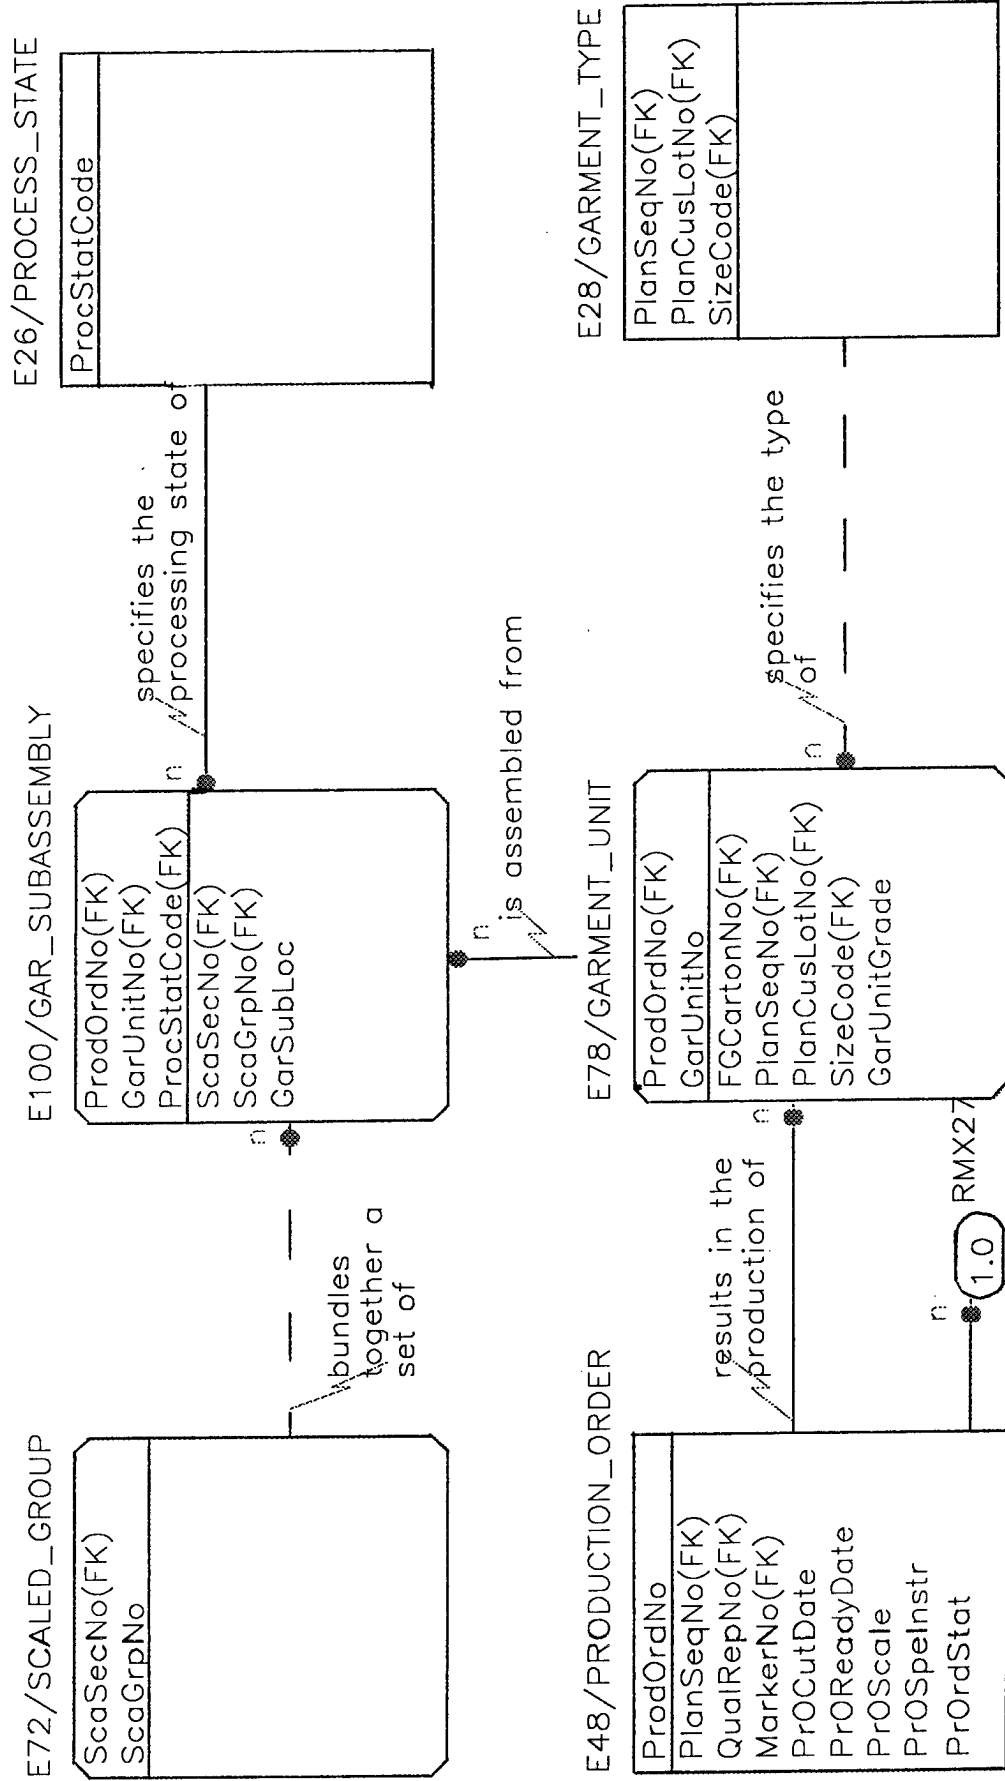 E72/SCALED_GROUP
ScaSecNo(FK)
ScaGrpNo
bundles
together a
set of
n
E100/GAR_SUBASSEMBLY
ProdOrdNo(FK)
GarUnitNo(FK)
ProcStatCode(FK)
ScaSecNo(FK)
ScaGrpNo(FK)
GarSubLoc
n
specifies the
processing state of
E26/PROCESS_STATE
ProcStatCode
n
is assembled from
E48/PRODUCTION_ORDER
ProdOrdNo
PlanSeqNo(FK)
QualRepNo(FK)
MarkerNo(FK)
PrOCutDate
PrOReadyDate
PrOScale
PrOSpeInstr
PrOrdStat
results in the
production of
n
n
1.0
RMX27
E78/GARMENT_UNIT
ProdOrdNo(FK)
GarUnitNo
FGCartonNo(FK)
PlanSeqNo(FK)
PlanCusLotNo(FK)
SizeCode(FK)
GarUnitGrade
n
specifies the type
of
E28/GARMENT_TYPE
PlanSeqNo(FK)
PlanCusLotNo(FK)
SizeCode(FK)